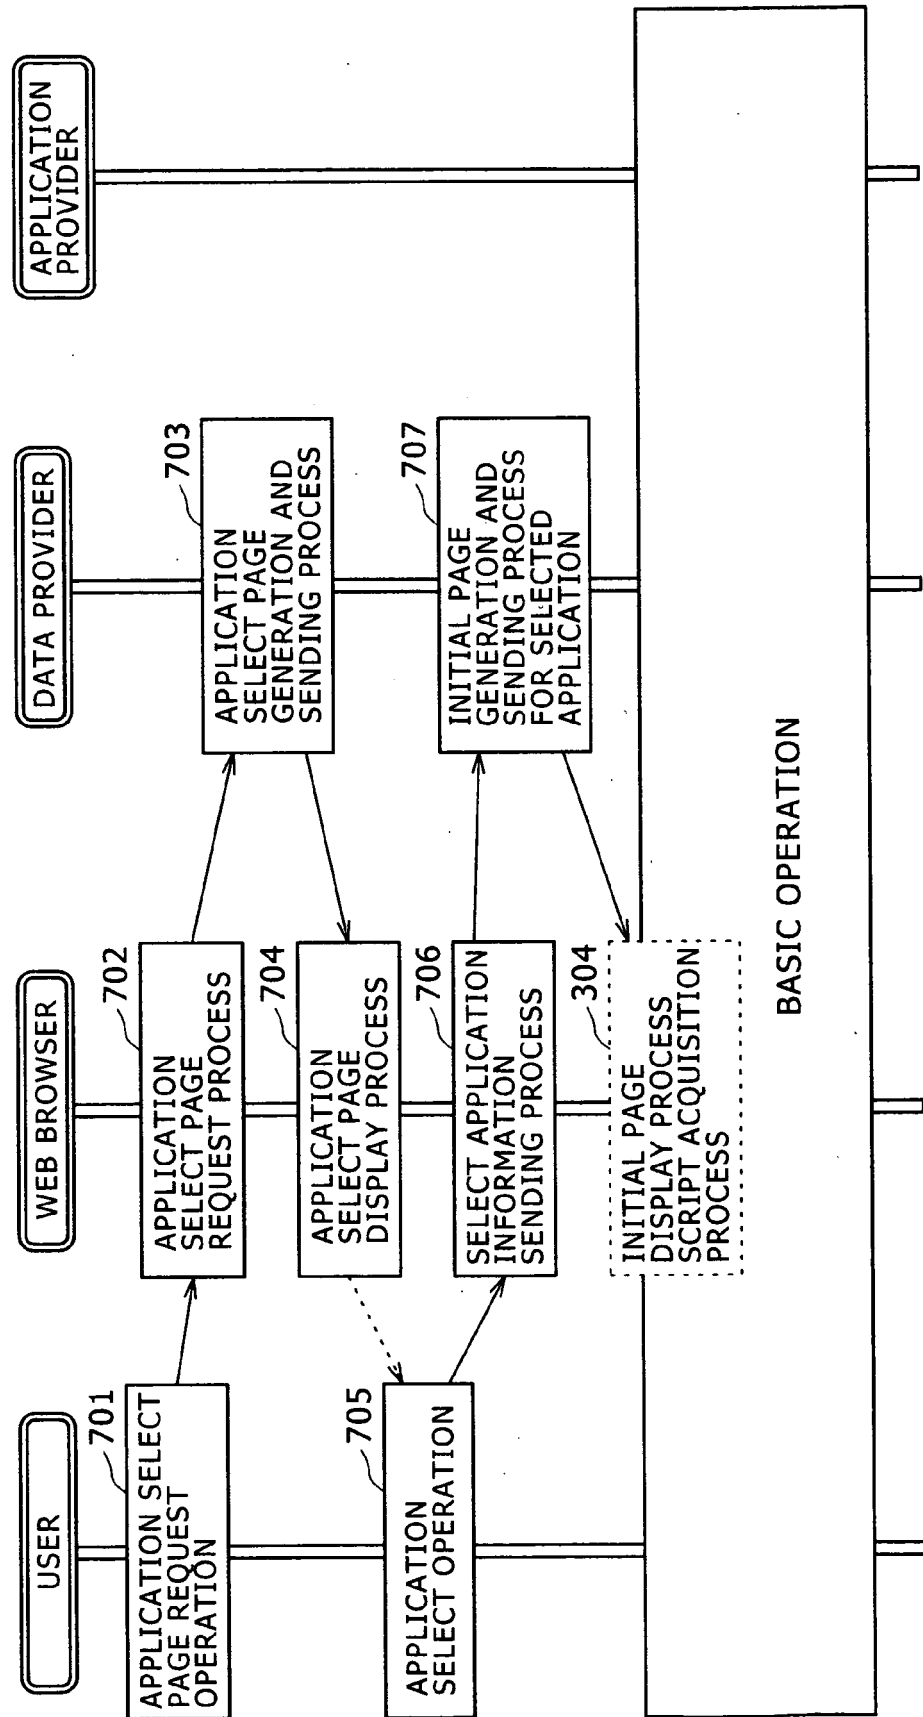 USER
WEB BROWSER
DATA PROVIDER
APPLICATION
PROVIDER
701
APPLICATION SELECT
PAGE REQUEST
OPERATION
702
APPLICATION
SELECT PAGE
REQUEST PROCESS
703
APPLICATION
SELECT PAGE
GENERATION AND
SENDING PROCESS
704
APPLICATION
SELECT PAGE
DISPLAY PROCESS
705
APPLICATION
SELECT OPERATION
706
SELECT APPLICATION
INFORMATION
SENDING PROCESS
707
INITIAL PAGE
GENERATION AND
SENDING PROCESS
FOR SELECTED
APPLICATION
304
INITIAL PAGE
DISPLAY PROCESS
SCRIPT ACQUISITION
PROCESS
BASIC OPERATION